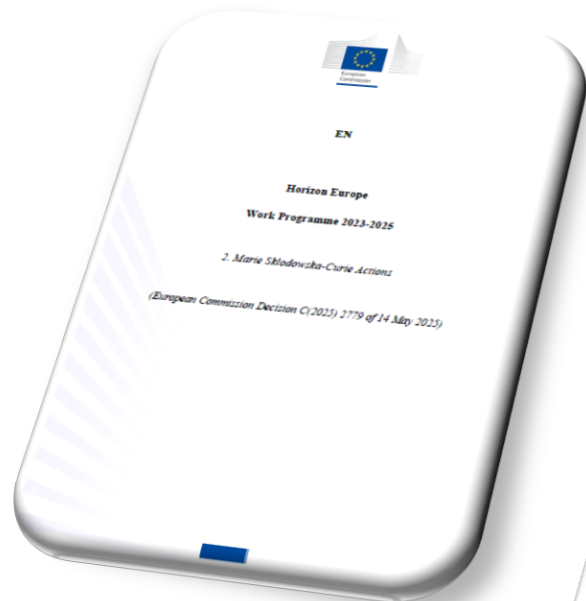 European
Commission
EN
Horizon Europe
Work Programme 2023-2025
2. Marie Skłodowska-Curie Actions
(European Commission Decision C(2025) 2779 of 14 May 2025)